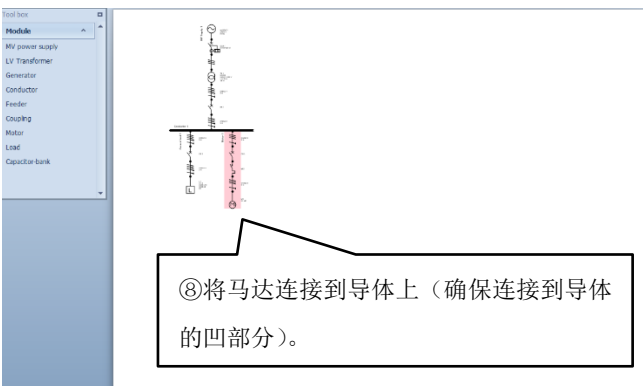 Tool box
Module
MV power supply
LV Transformer
Generator
Conductor
Feeder
Coupling
Motor
Load
Capacitor-bank
⑧将马达连接到导体上（确保连接到导体
的凹部分）。